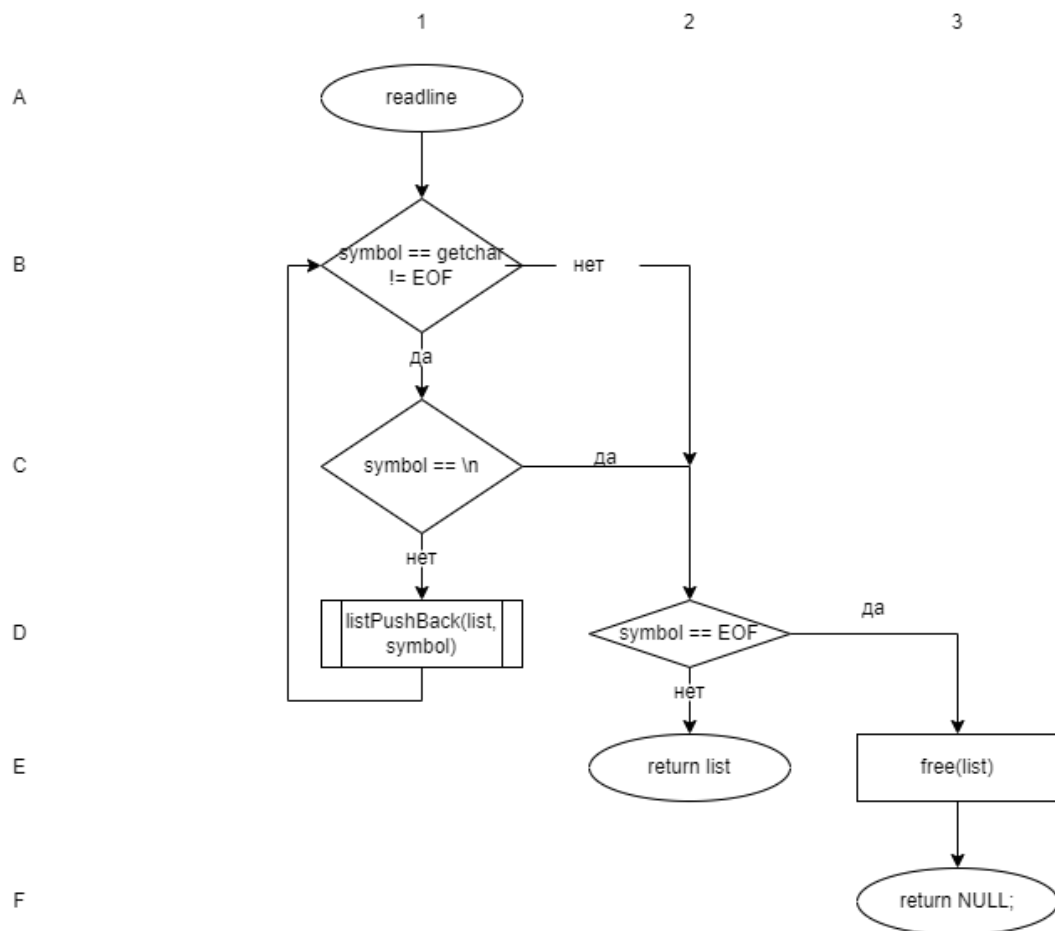 1 2 3
A
readline
B
symbol == getchar
!= EOF
нет
да
C
symbol == \n
да
нет
D
listPushBack(list,
symbol)
symbol == EOF
да
нет
E
return list
free(list)
F
return NULL;